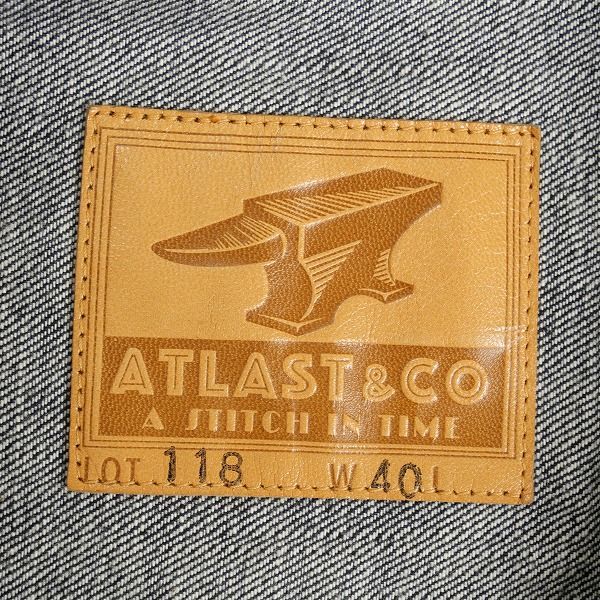 ATLAST & CO
A STITCH IN TIME
LOT 118 W 40 L